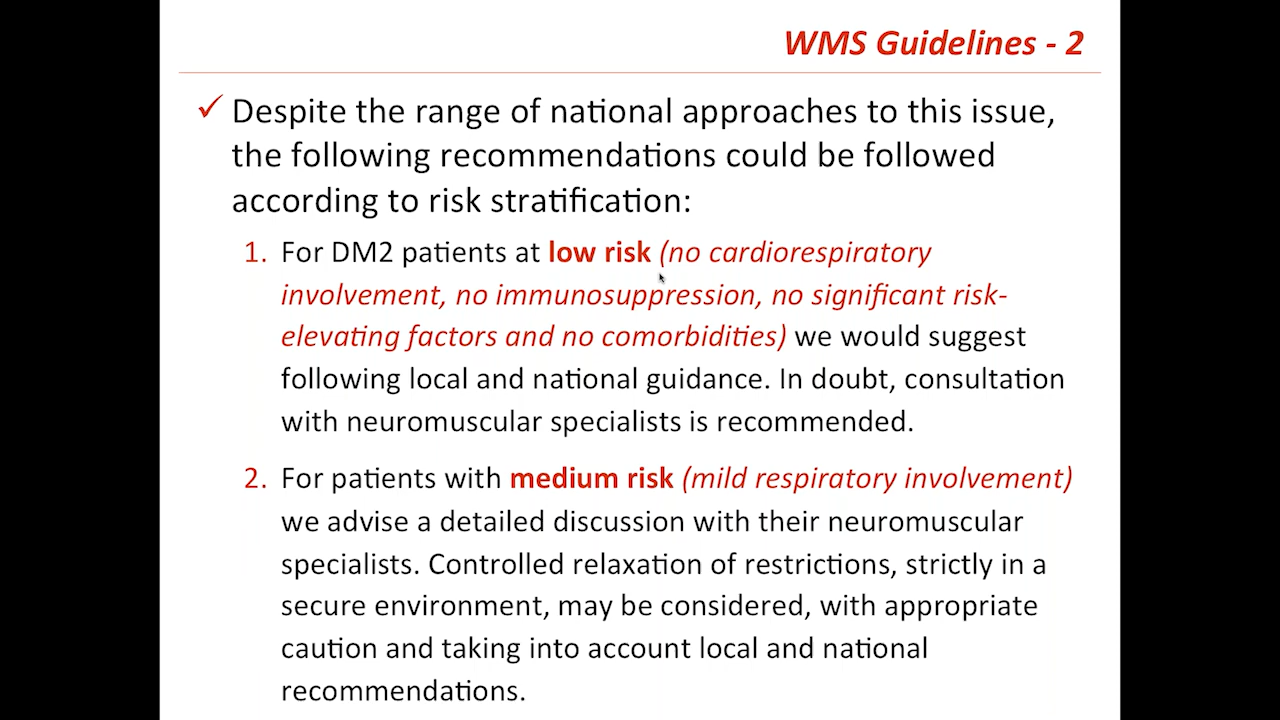 WMS Guidelines - 2
✓ Despite the range of national approaches to this issue,
the following recommendations could be followed
according to risk stratification:
1. For DM2 patients at low risk (no cardiorespiratory
involvement, no immunosuppression, no significant risk-
elevating factors and no comorbidities) we would suggest
following local and national guidance. In doubt, consultation
with neuromuscular specialists is recommended.
2. For patients with medium risk (mild respiratory involvement)
we advise a detailed discussion with their neuromuscular
specialists. Controlled relaxation of restrictions, strictly in a
secure environment, may be considered, with appropriate
caution and taking into account local and national
recommendations.